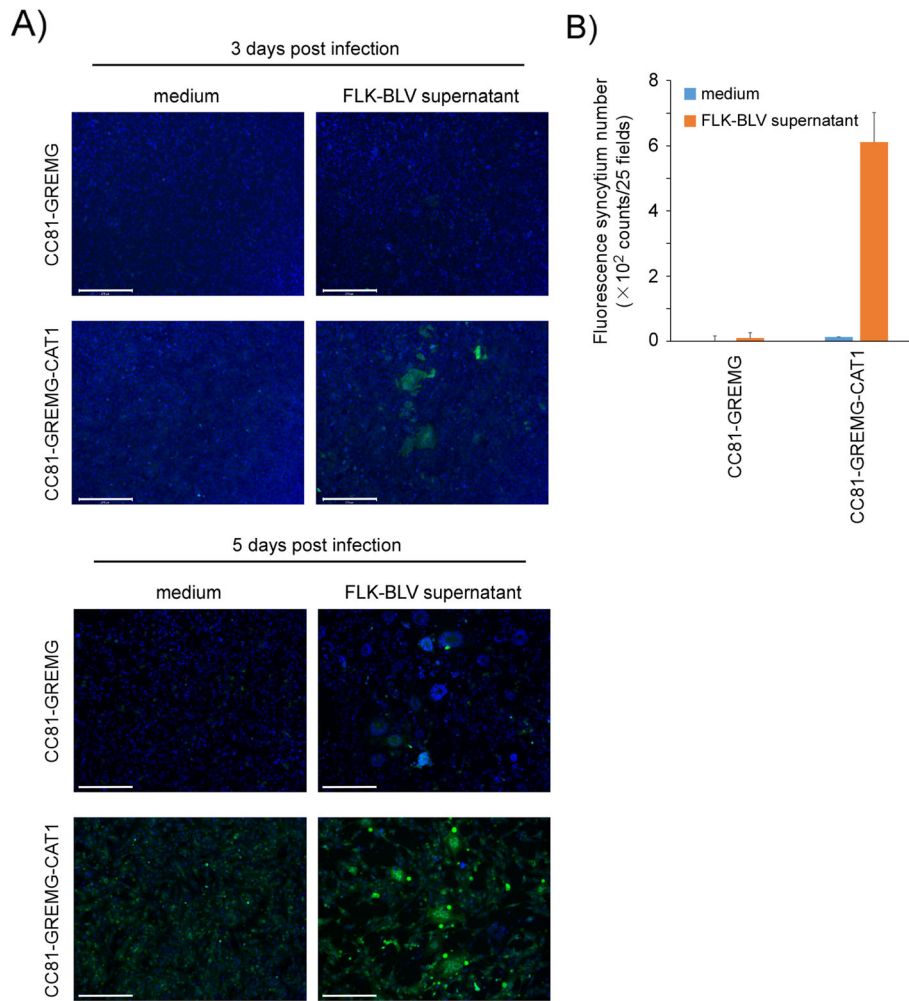 A)
3 days post infection
medium
FLK-BLV supernatant
CC81-GREMG
CC81-GREMG-CAT1
5 days post infection
medium
FLK-BLV supernatant
CC81-GREMG
CC81-GREMG-CAT1
B)
Fluorescence syncytium number
(×10² counts/25 fields)
8
6
4
2
0
medium
FLK-BLV supernatant
CC81-GREMG
CC81-GREMG-CAT1